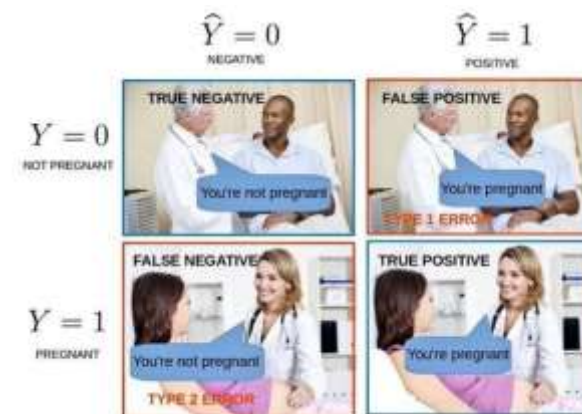 Ŷ = 0
NEGATIVE
Ŷ = 1
POSITIVE
Y = 0
NOT PREGNANT
TRUE NEGATIVE
You're not pregnant
FALSE POSITIVE
You're pregnant
TYPE 1 ERROR
Y = 1
PREGNANT
FALSE NEGATIVE
You're not pregnant
TYPE 2 ERROR
TRUE POSITIVE
You're pregnant